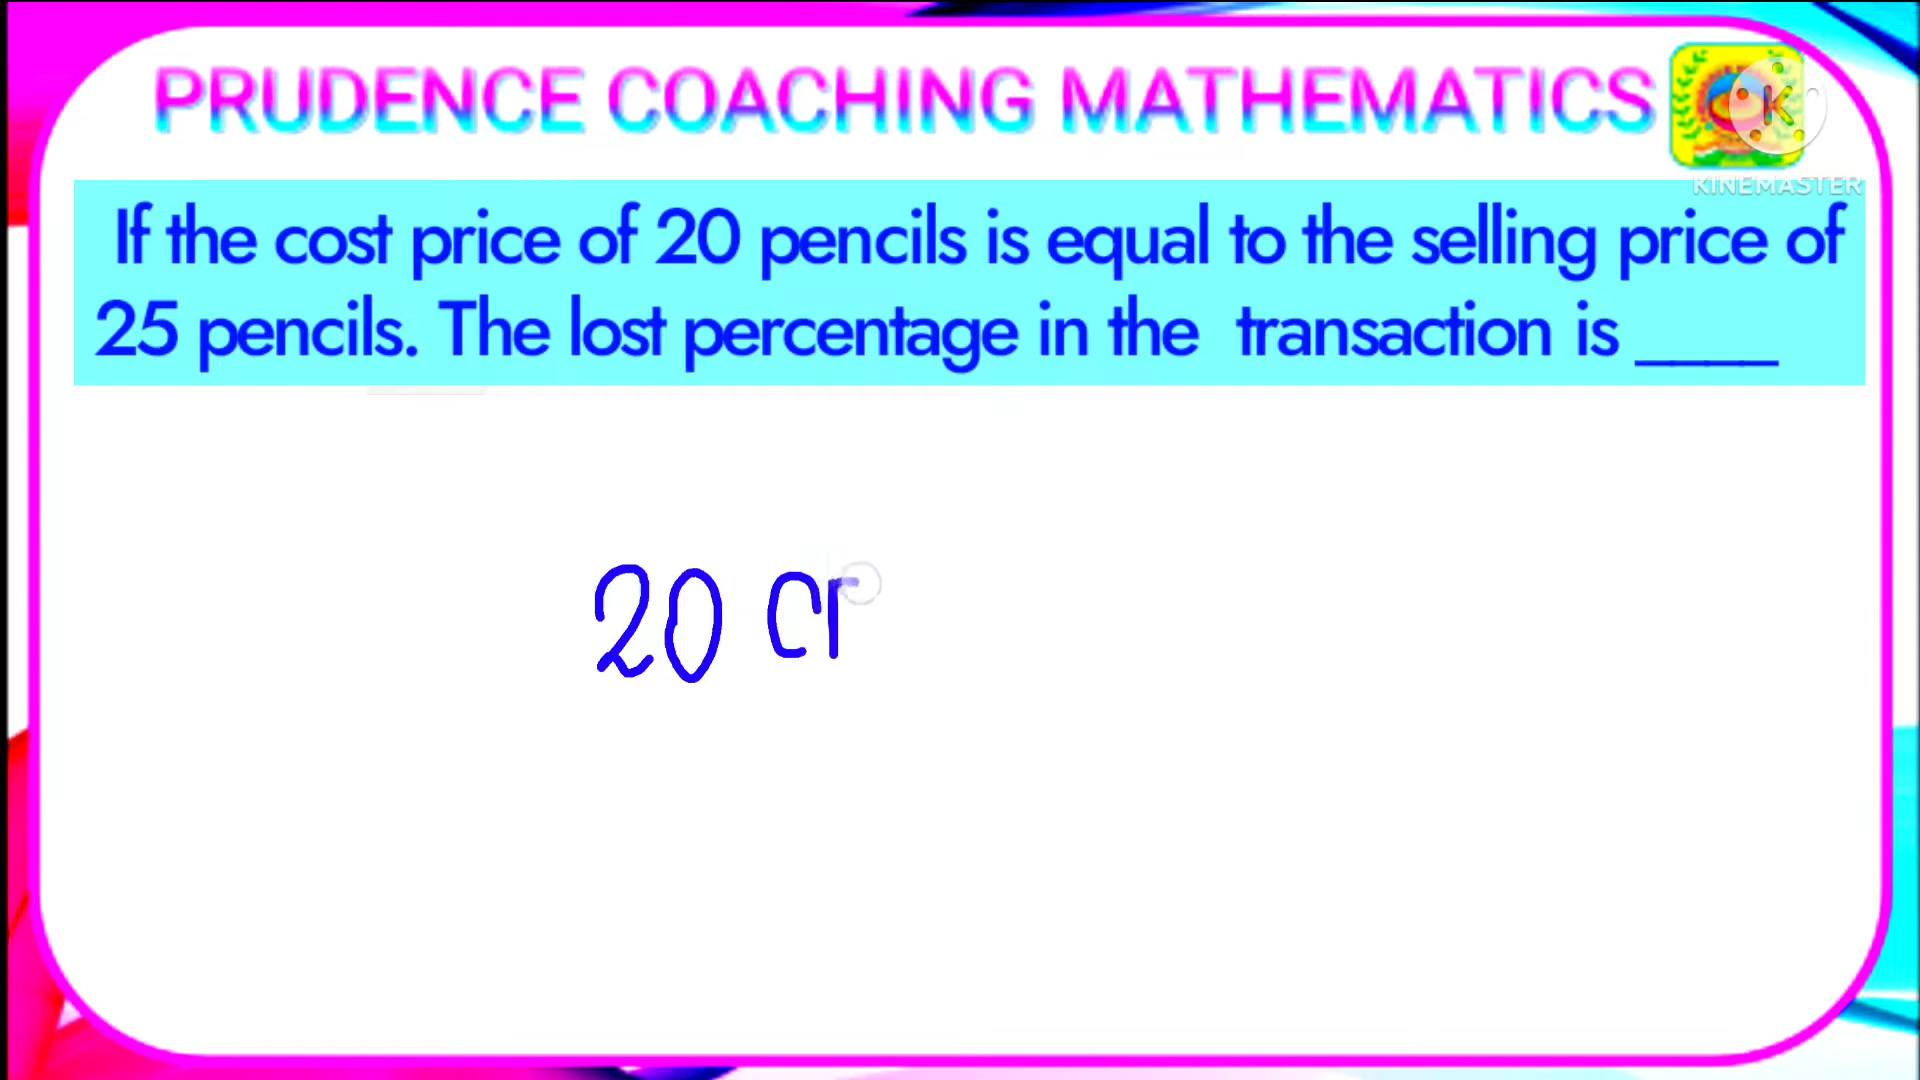 PRUDENCE COACHING MATHEMATICS
K
KINEMASTER
If the cost price of 20 pencils is equal to the selling price of
25 pencils. The lost percentage in the transaction is ____
20 CP